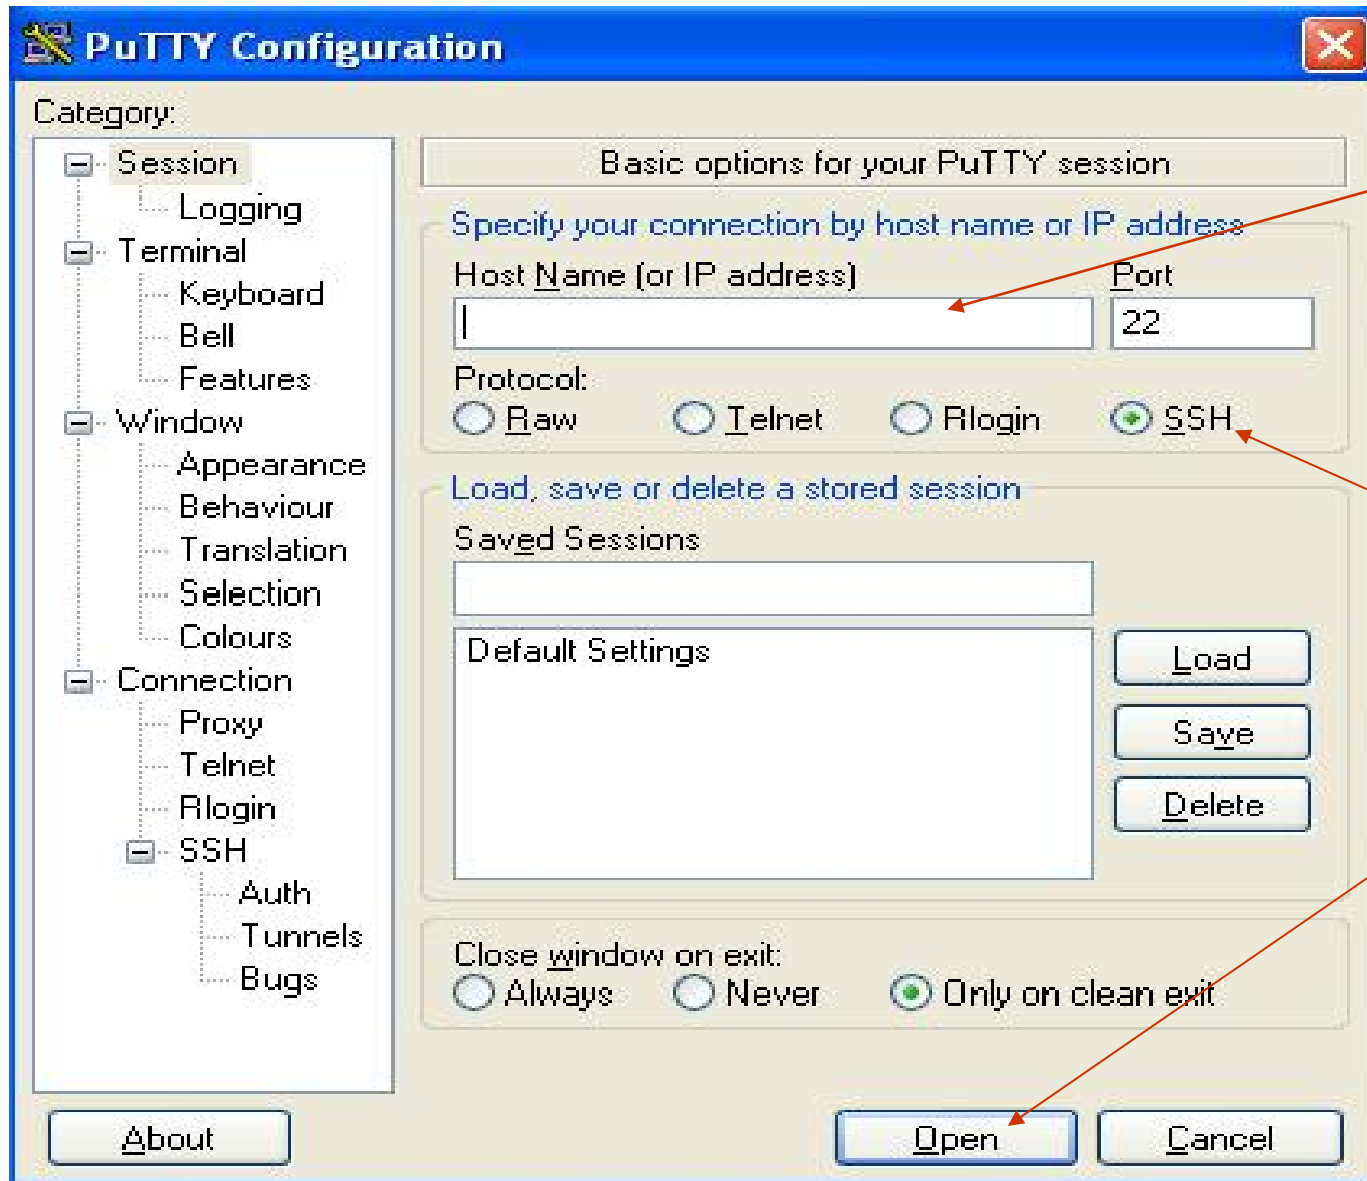 PuTTY Configuration
Category:
Session
Logging
Terminal
Keyboard
Bell
Features
Window
Appearance
Behaviour
Translation
Selection
Colours
Connection
Proxy
Telnet
Rlogin
SSH
Auth
Tunnels
Bugs
Basic options for your PuTTY session
Specify your connection by host name or IP address
Host Name (or IP address) Port
22
Protocol:
Raw Telnet Rlogin SSH
Load, save or delete a stored session
Saved Sessions
Default Settings
Load
Save
Delete
Close window on exit:
Always Never Only on clean exit
About Open Cancel